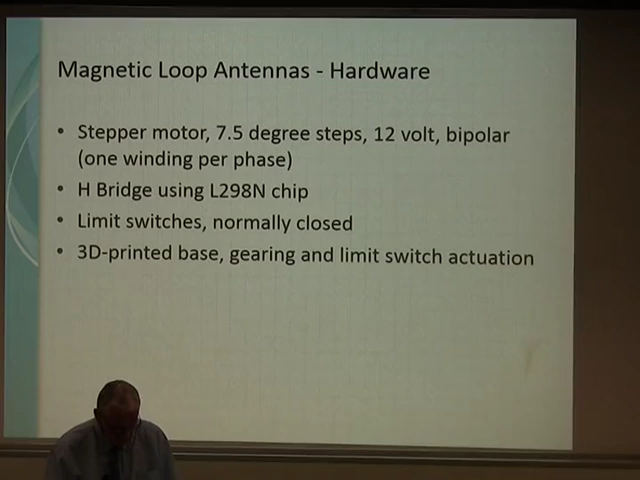 Magnetic Loop Antennas - Hardware
• Stepper motor, 7.5 degree steps, 12 volt, bipolar
(one winding per phase)
• H Bridge using L298N chip
• Limit switches, normally closed
• 3D-printed base, gearing and limit switch actuation